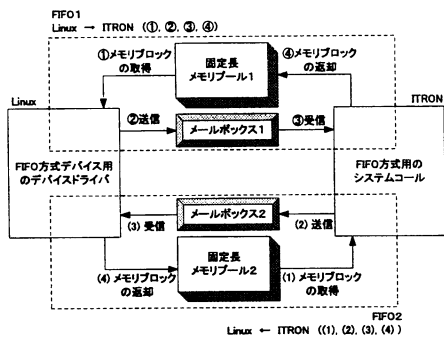 FIFO1
Linux → ITRON (①, ②, ③, ④)
①メモリブロック
の取得
固定長
メモリプール1
④メモリブロック
の返却
Linux
ITRON
②送信
メールボックス1
③受信
FIFO方式デバイス用
のデバイスドライバ
FIFO方式用の
システムコール
メールボックス2
(3) 受信
(2) 送信
(4) メモリブロック
の返却
固定長
メモリプール2
(1) メモリブロック
の取得
FIFO2
Linux ← ITRON ((1), (2), (3), (4) )